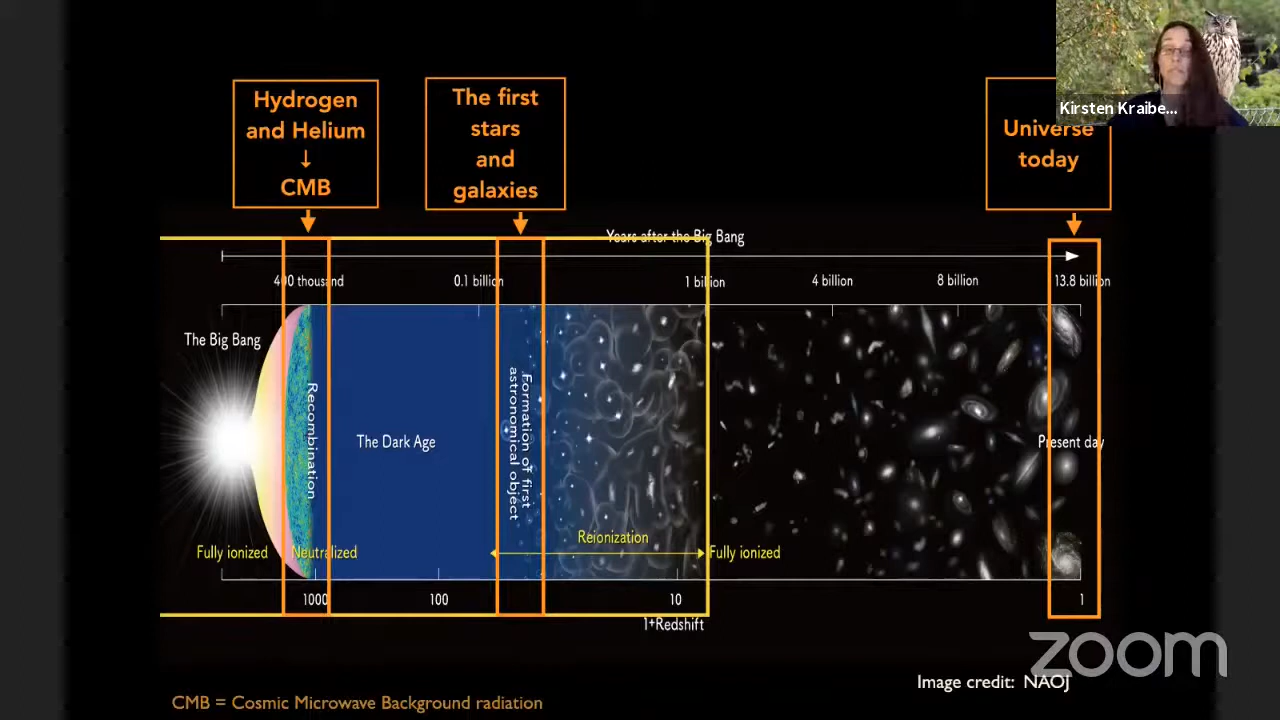 Kirsten Kraibe...
Hydrogen
and Helium
↓
CMB
The first
stars
and
galaxies
Universe
today
Years after the Big Bang
400 thousand
0.1 billion
1 billion
4 billion
8 billion
13.8 billion
The Big Bang
Recombination
The Dark Age
Formation of first
astronomical object
Present day
Fully ionized
Neutralized
Reionization
Fully ionized
1000
100
10
1
1+Redshift
zoom
Image credit: NAOJ
CMB = Cosmic Microwave Background radiation